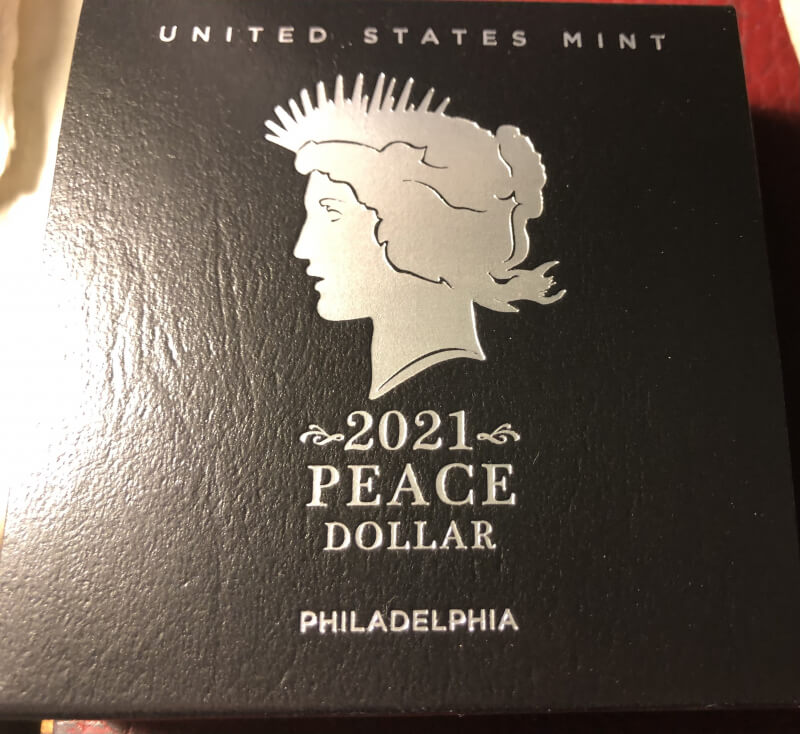 UNITED STATES MINT
2021
PEACE
DOLLAR
PHILADELPHIA